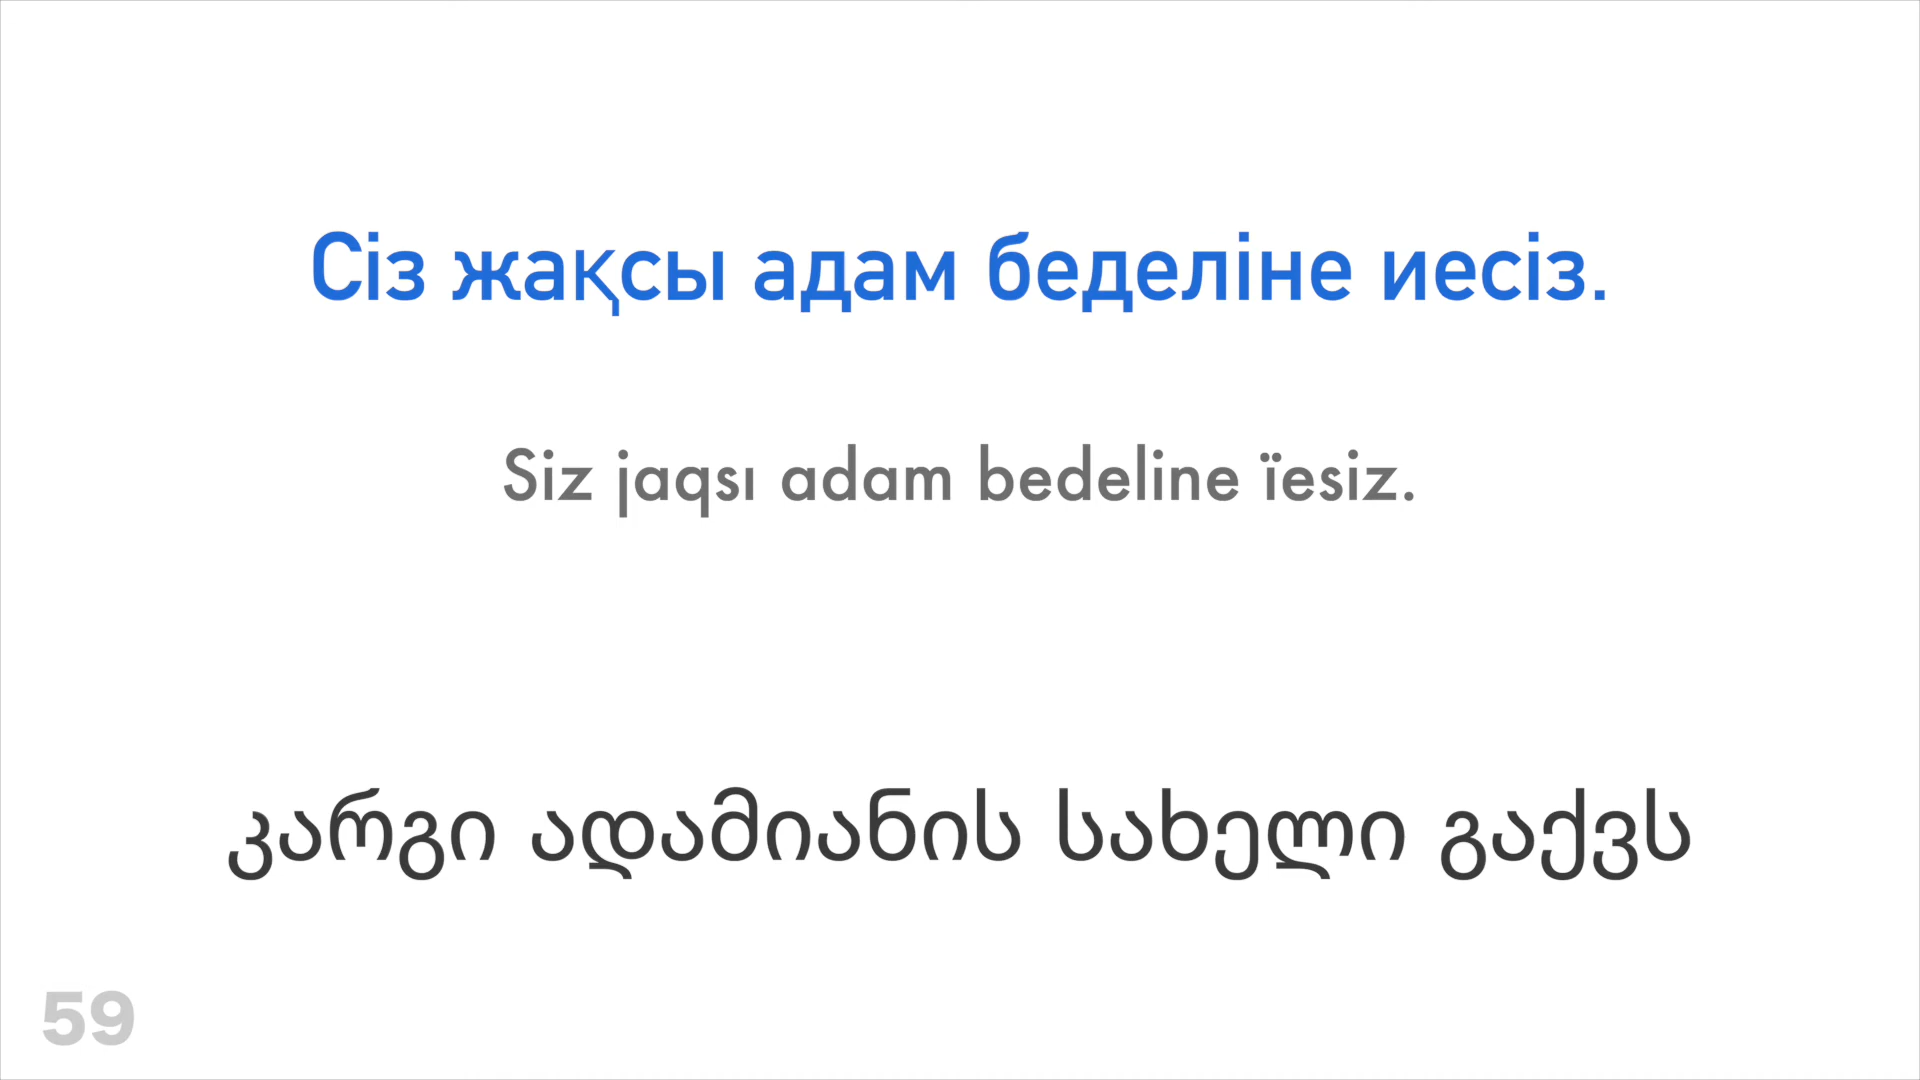 Сіз жақсы адам беделіне иесіз.
Siz jaqsı adam bedeline ïesiz.
კარგი ადამიანის სახელი გაქვს
59